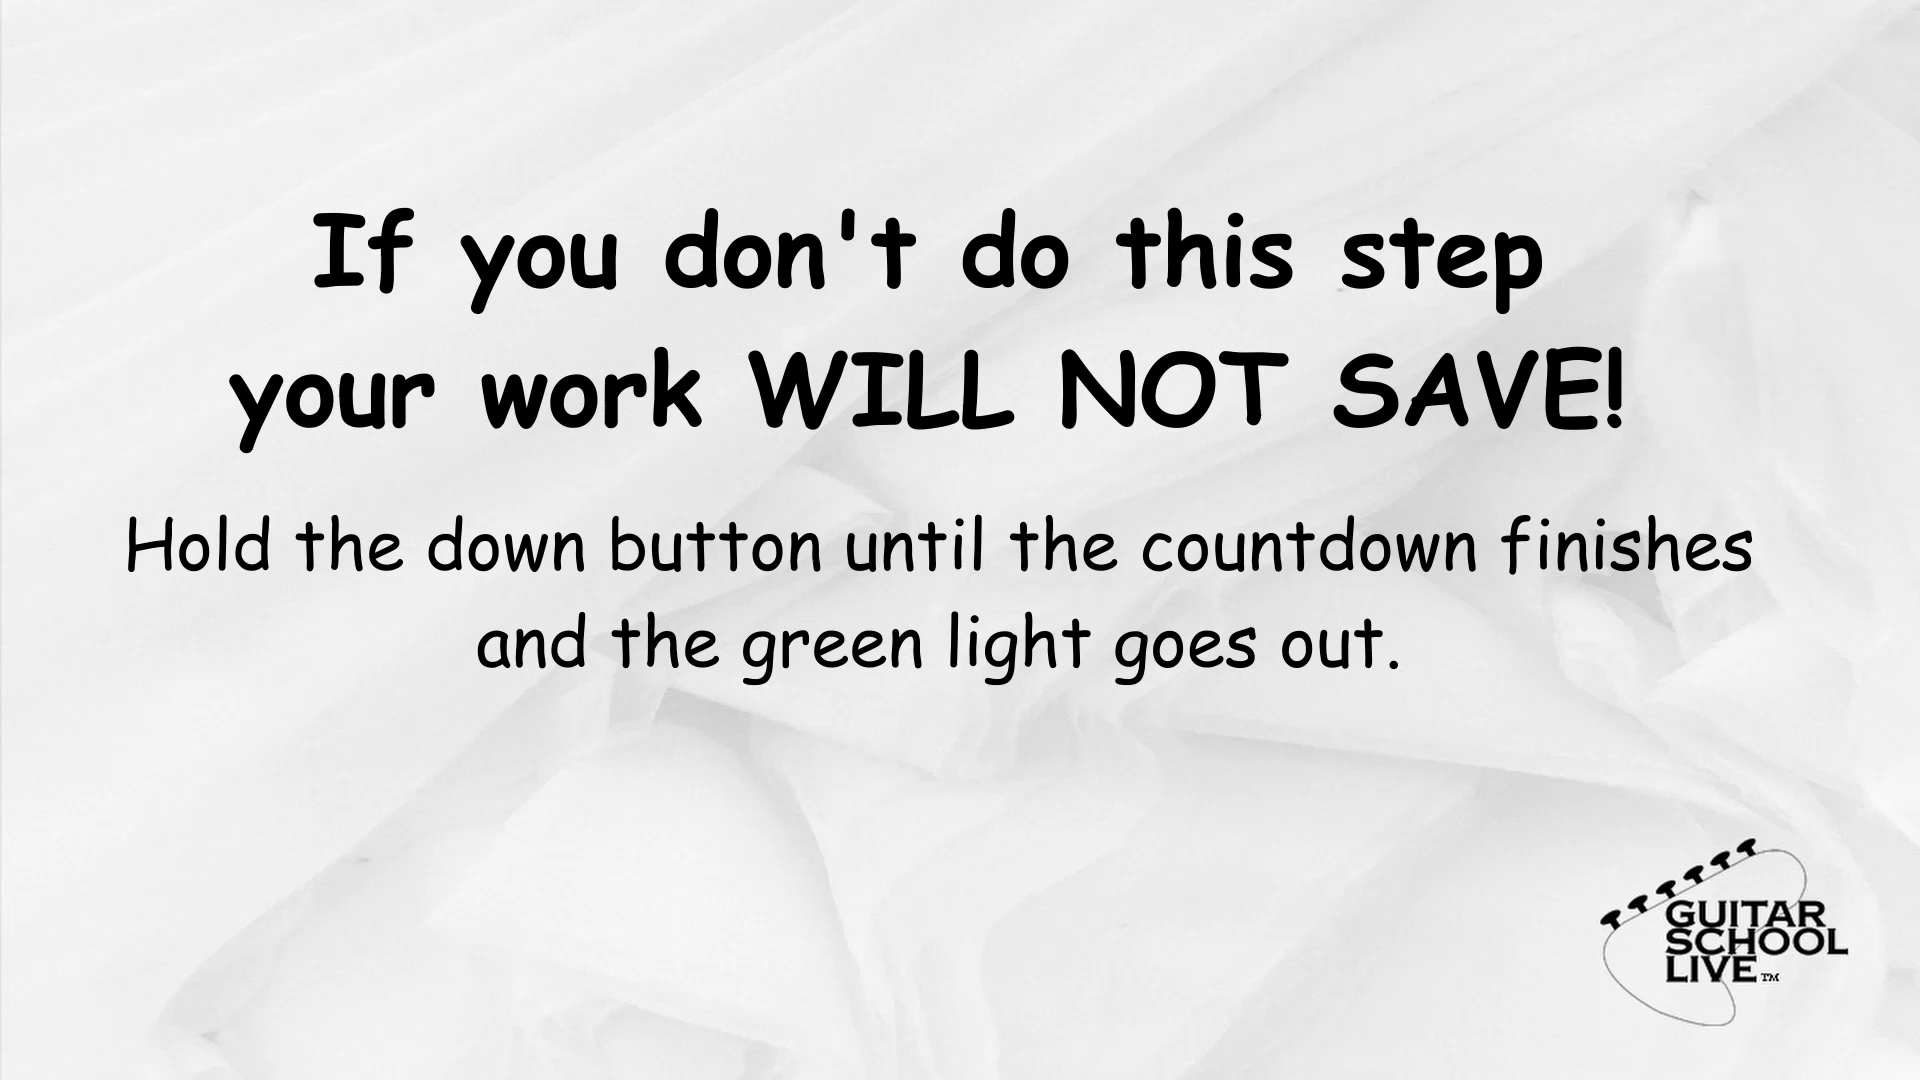 If you don't do this step
your work WILL NOT SAVE!
Hold the down button until the countdown finishes
and the green light goes out.
GUITAR
SCHOOL
LIVE™